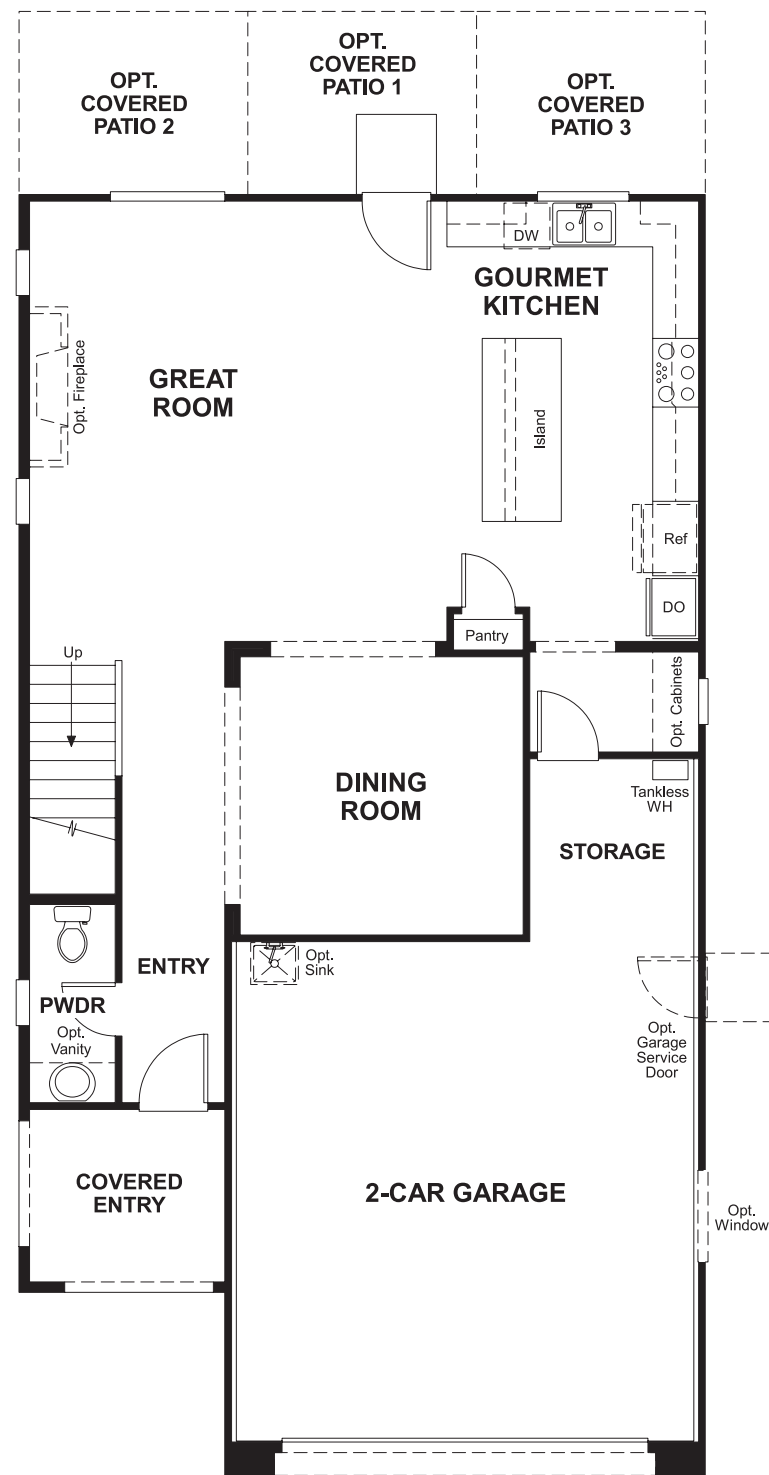 OPT.
COVERED
PATIO 2
OPT.
COVERED
PATIO 1
OPT.
COVERED
PATIO 3
DW
GOURMET
KITCHEN
GREAT
ROOM
Opt. Fireplace
Island
Ref
DO
Pantry
Up
Opt. Cabinets
DINING
ROOM
Tankless
WH
STORAGE
ENTRY
Opt.
Sink
PWDR
Opt.
Vanity
Opt.
Garage
Service
Door
COVERED
ENTRY
2-CAR GARAGE
Opt.
Window